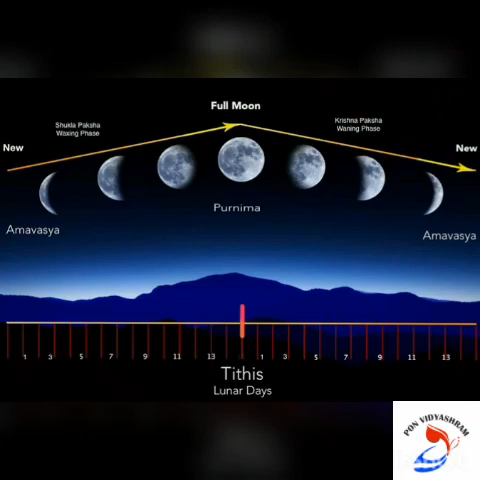 Full Moon
Shukla Paksha
Waxing Phase
Krishna Paksha
Waning Phase
New
New
Purnima
Amavasya
Amavasya
1 3 5 7 9 11 13 1 3 5 7 9 11 13
Tithis
Lunar Days
PON VIDYASHRAM